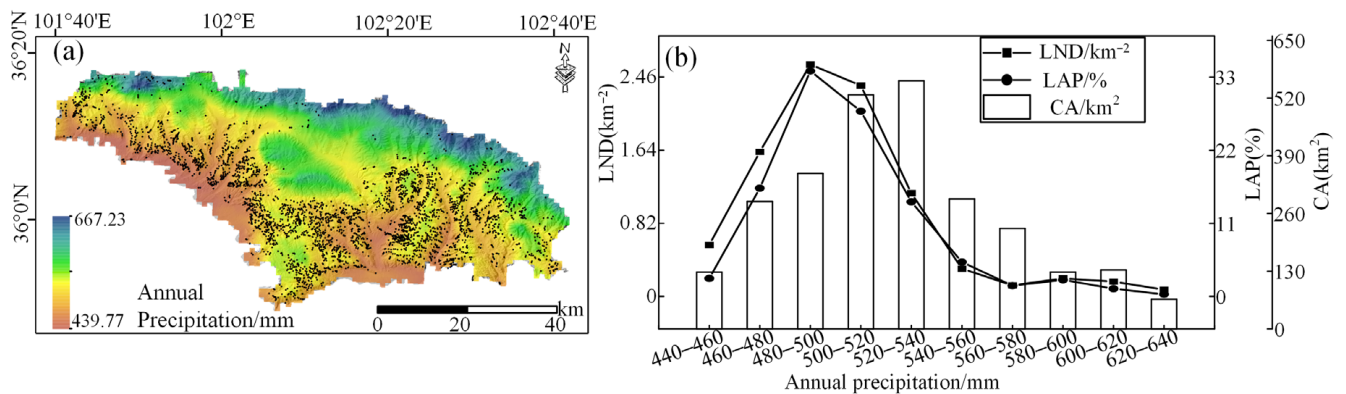 101°40'E 102°E 102°20'E 102°40'E
36°20'N
36°0'N
(a)
N
667.23
439.77
Annual
Precipitation/mm
0 20 40
km
(b)
LND/km⁻²
LAP/%
CA/km²
LND(km⁻²)
2.46
1.64
0.82
0
LAP(%)
33
22
11
0
CA(km²)
650
520
390
260
130
0
440–460
460–480
480–500
500–520
520–540
540–560
560–580
580–600
600–620
620–640
Annual precipitation/mm